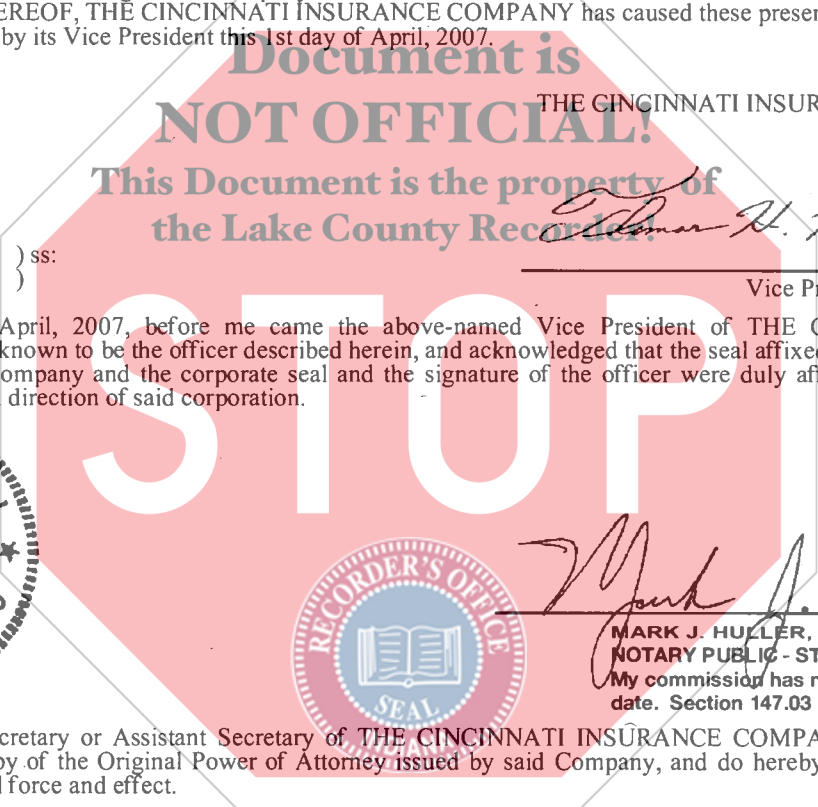 EREOF, THE CINCINNATI INSURANCE COMPANY has caused these presen
by its Vice President this 1st day of April, 2007.
Document is
NOT OFFICIAL!
THE CINCINNATI INSUR
This Document is the property of
the Lake County Recorder!
) ss:
)
Vice Pr
April, 2007, before me came the above-named Vice President of THE C
known to be the officer described herein, and acknowledged that the seal affixed
ompany and the corporate seal and the signature of the officer were duly aff
direction of said corporation.
STOP
RECORDER'S OFFICE
SEAL
Mark J.
MARK J. HULLER,
NOTARY PUBLIC - ST
My commission has n
date. Section 147.03
cretary or Assistant Secretary of THE CINCINNATI INSURANCE COMPA
py of the Original Power of Attorney issued by said Company, and do hereby
force and effect.